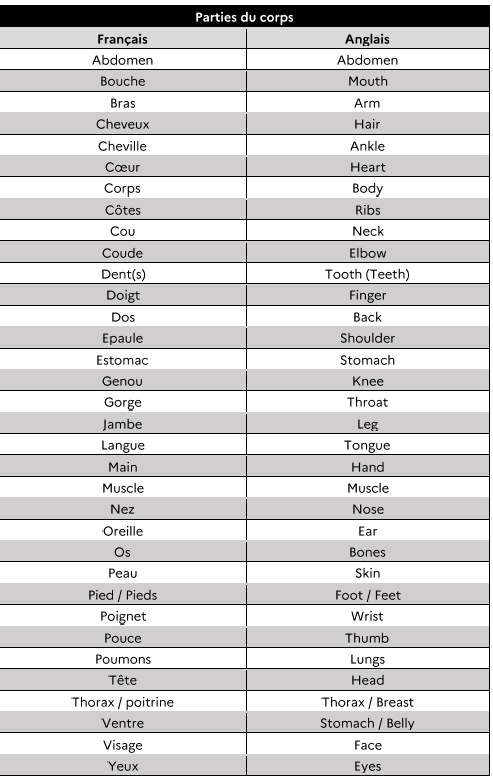 Parties du corps
Français Anglais
Abdomen Abdomen
Bouche Mouth
Bras Arm
Cheveux Hair
Cheville Ankle
Cœur Heart
Corps Body
Côtes Ribs
Cou Neck
Coude Elbow
Dent(s) Tooth (Teeth)
Doigt Finger
Dos Back
Epaule Shoulder
Estomac Stomach
Genou Knee
Gorge Throat
Jambe Leg
Langue Tongue
Main Hand
Muscle Muscle
Nez Nose
Oreille Ear
Os Bones
Peau Skin
Pied / Pieds Foot / Feet
Poignet Wrist
Pouce Thumb
Poumons Lungs
Tête Head
Thorax / poitrine Thorax / Breast
Ventre Stomach / Belly
Visage Face
Yeux Eyes